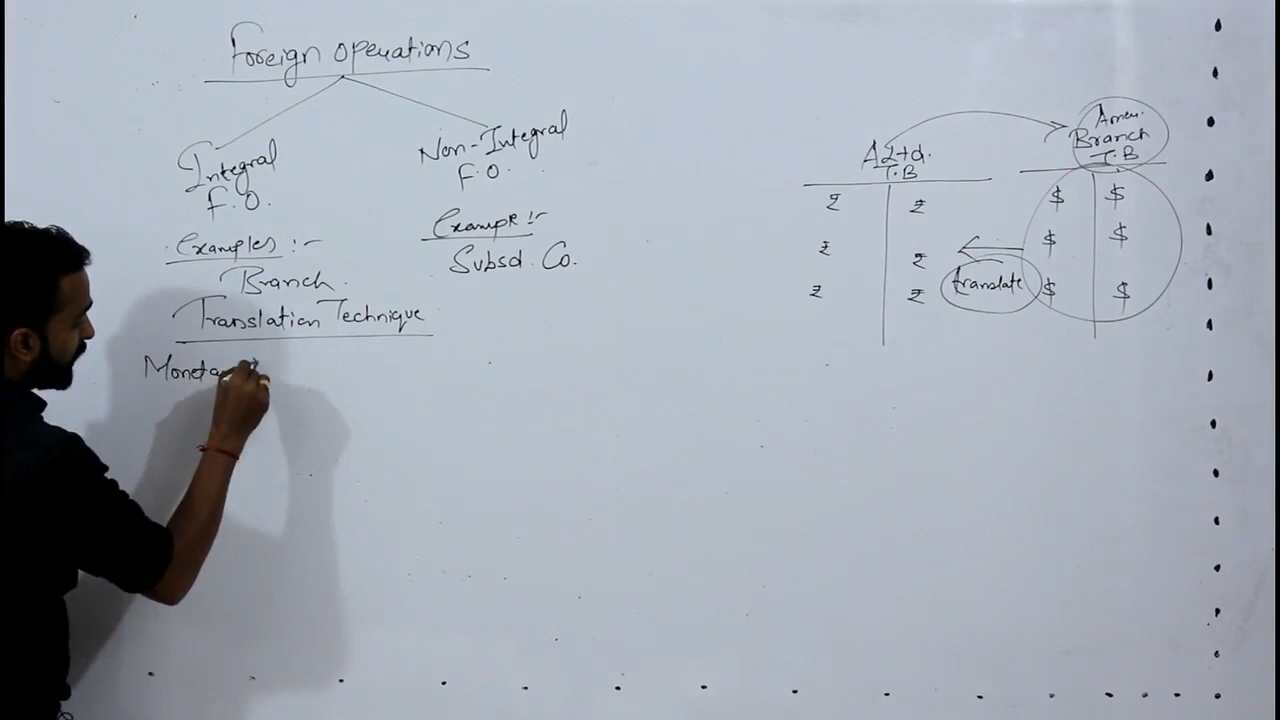 Foreign Operations
Integral
F.O.
Examples :-
Branch.
Translation Technique
Moneta
Non-Integral
F.O.
Example :-
Subsd. Co.
A Ltd.
T.B
₹ ₹
₹ ₹
₹ ₹
translate
Amer.
Branch
T.B
$ $
$ $
$ $